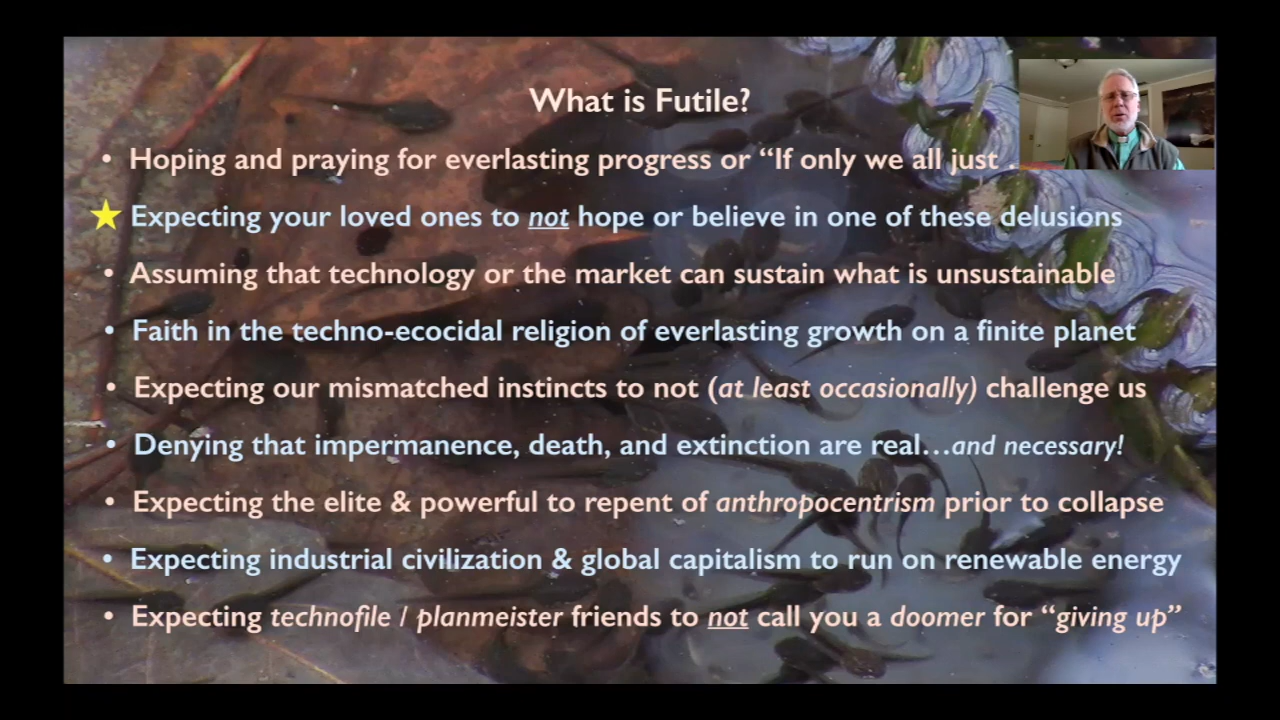 What is Futile?
• Hoping and praying for everlasting progress or “If only we all just .
Expecting your loved ones to not hope or believe in one of these delusions
• Assuming that technology or the market can sustain what is unsustainable
• Faith in the techno-ecocidal religion of everlasting growth on a finite planet
• Expecting our mismatched instincts to not (at least occasionally) challenge us
• Denying that impermanence, death, and extinction are real…and necessary!
• Expecting the elite & powerful to repent of anthropocentrism prior to collapse
• Expecting industrial civilization & global capitalism to run on renewable energy
• Expecting technofile / planmeister friends to not call you a doomer for “giving up”